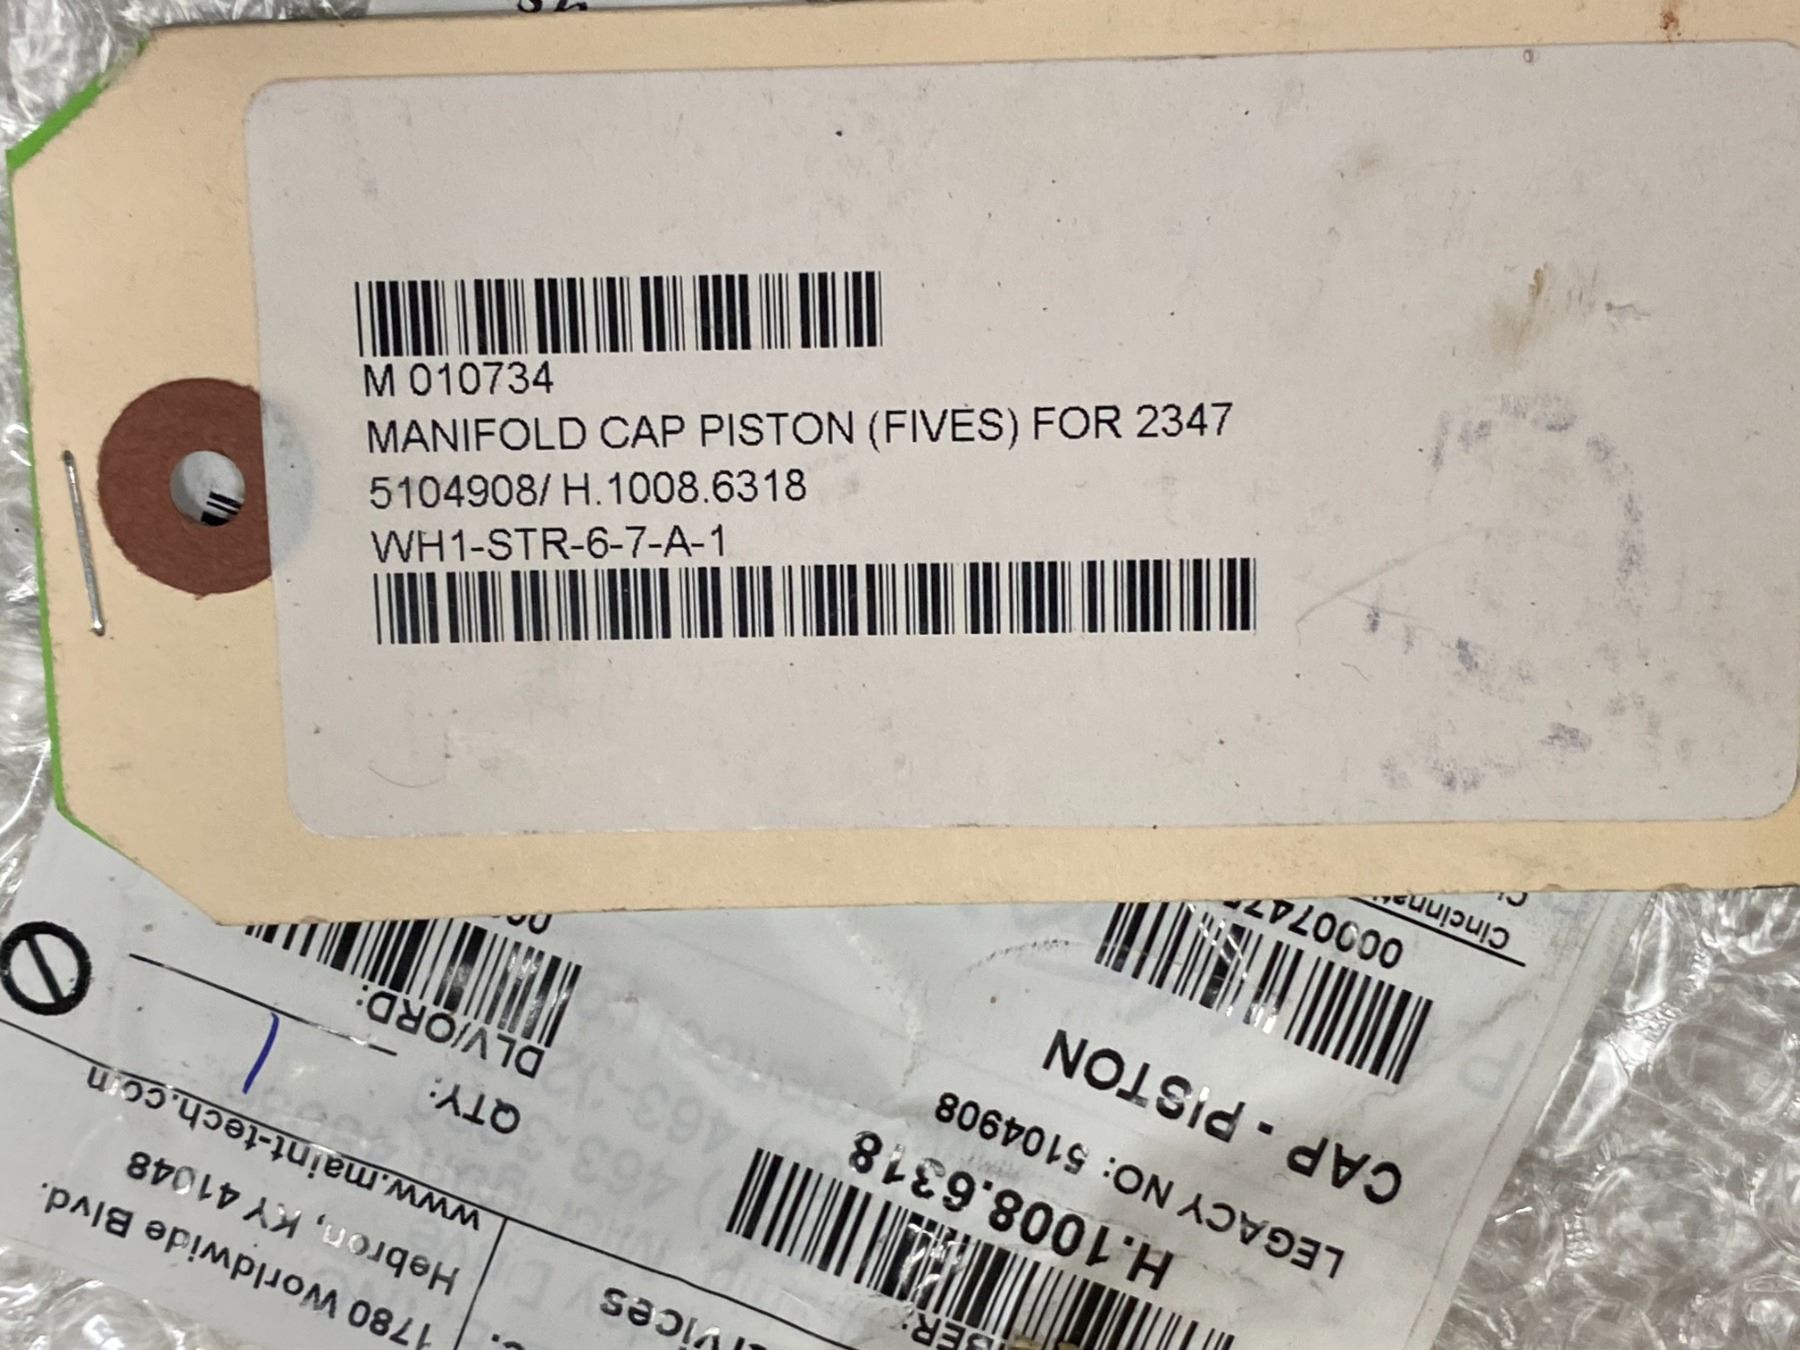 M 010734
MANIFOLD CAP PISTON (FIVES) FOR 2347
5104908/ H.1008.6318
WH1-STR-6-7-A-1
1780 Worldwide Blvd.
Hebron, KY 41048
www.maint-tech.com
H.1008.6318
LEGACY NO: 5104908
CAP - PISTON
QTY: 1
DLV/ORD: